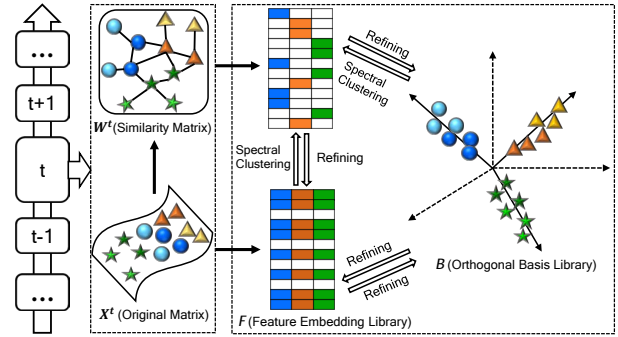 ...
t+1
t
t-1
...
W^t (Similarity Matrix)
X^t (Original Matrix)
Refining
Spectral Clustering
Spectral
Clustering
Refining
Refining
Refining
F (Feature Embedding Library)
B (Orthogonal Basis Library)